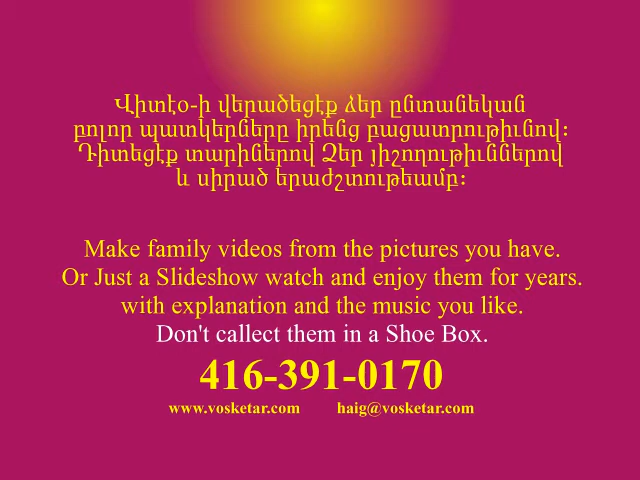 Վիտէօ-ի վերածեցէք ձեր ընտանեկան
բոլոր պատկերները իրենց բացատրութիւնով:
Դիտեցէք տարիներով Ձեր յիշողութիւններով
և սիրած երաժշտութեամբ:
Make family videos from the pictures you have.
Or Just a Slideshow watch and enjoy them for years.
with explanation and the music you like.
Don't callect them in a Shoe Box.
416-391-0170
www.vosketar.com haig@vosketar.com